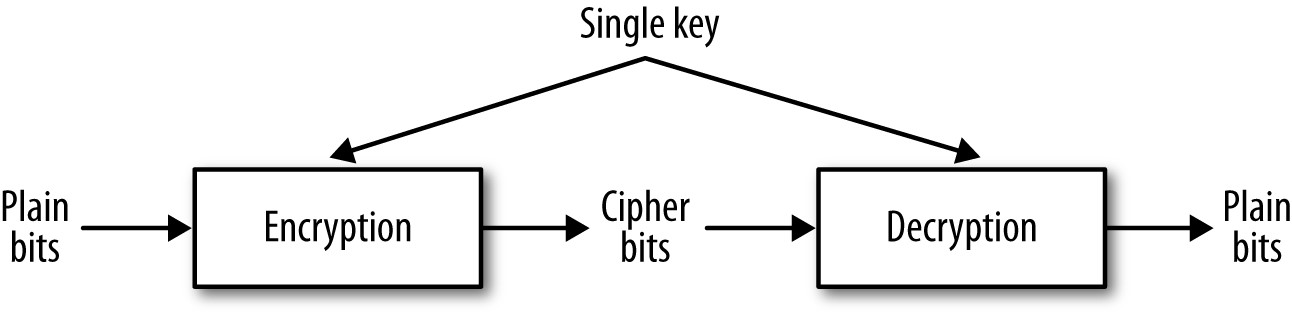 Single key
Plain
bits
Encryption
Cipher
bits
Decryption
Plain
bits